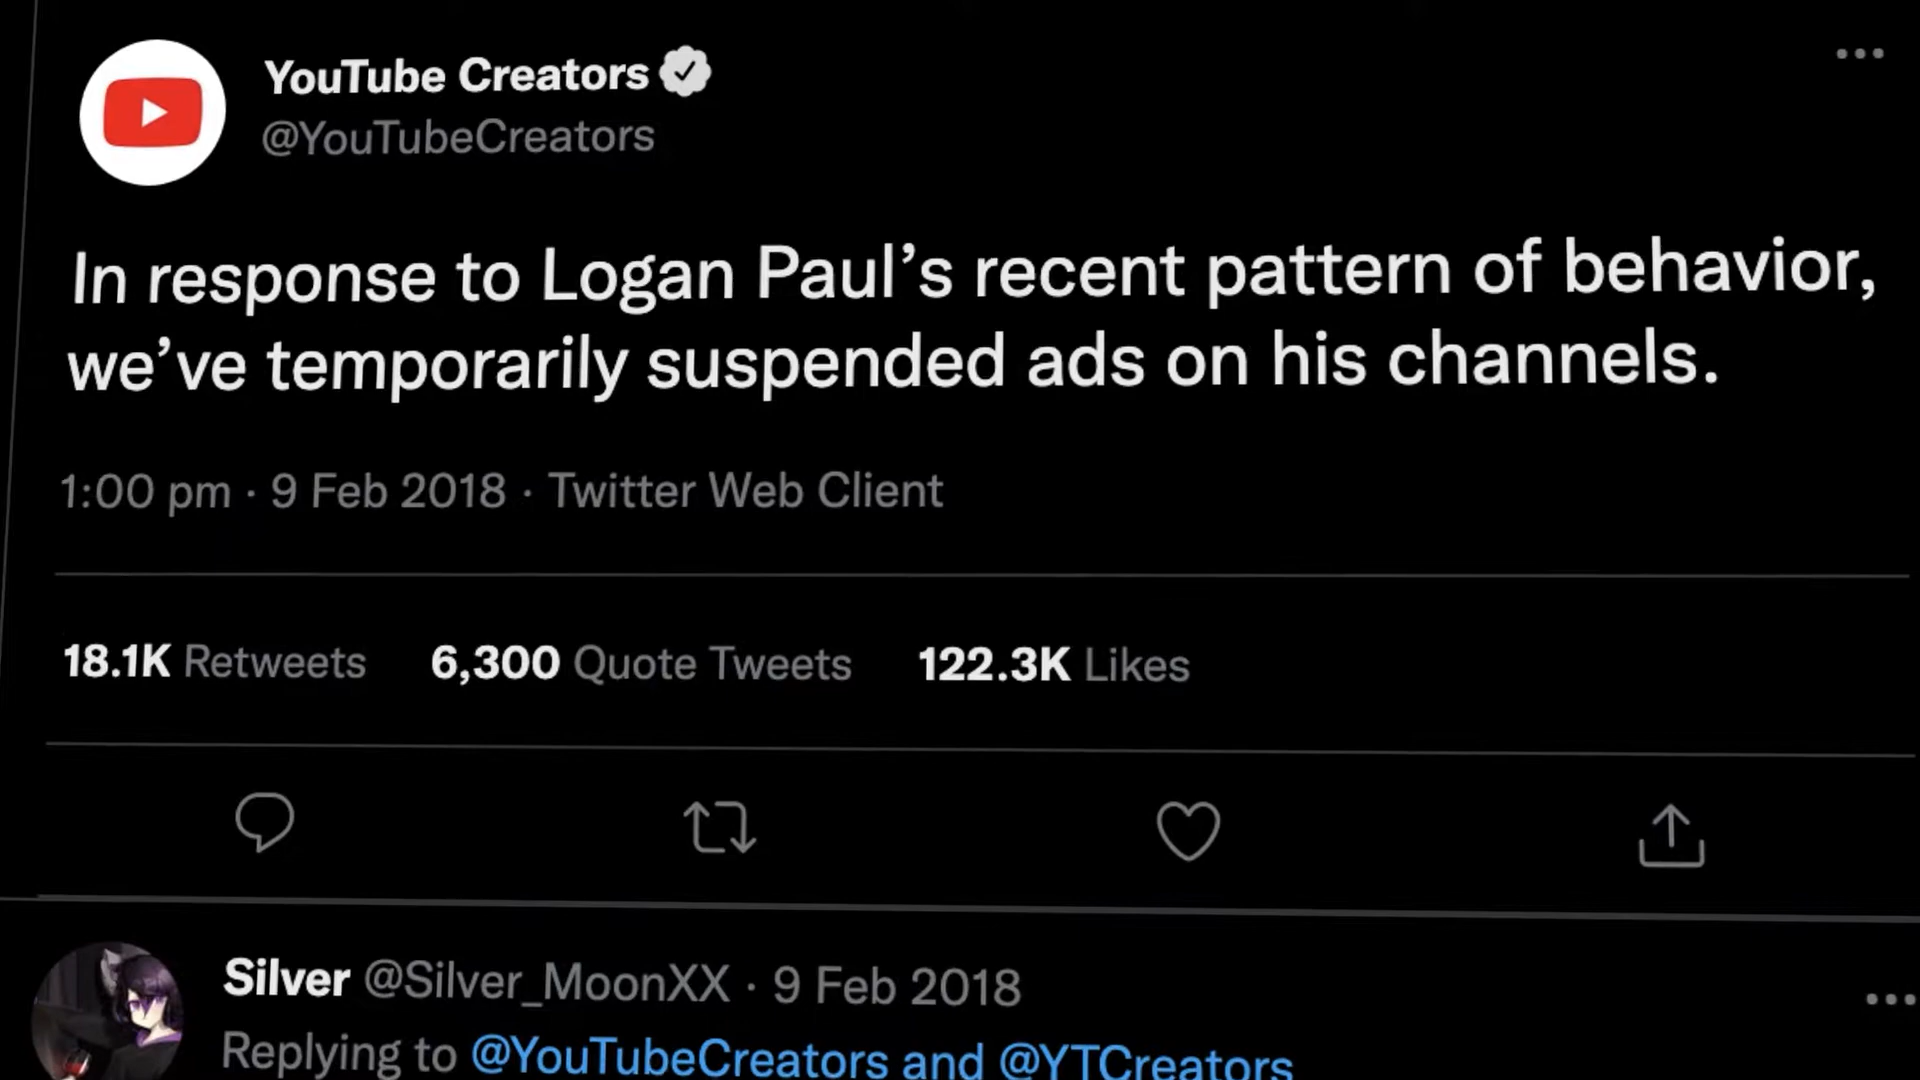 YouTube Creators
@YouTubeCreators
In response to Logan Paul’s recent pattern of behavior,
we’ve temporarily suspended ads on his channels.
1:00 pm · 9 Feb 2018 · Twitter Web Client
18.1K Retweets 6,300 Quote Tweets 122.3K Likes
Silver @Silver_MoonXX · 9 Feb 2018
Replying to @YouTubeCreators and @YTCreators